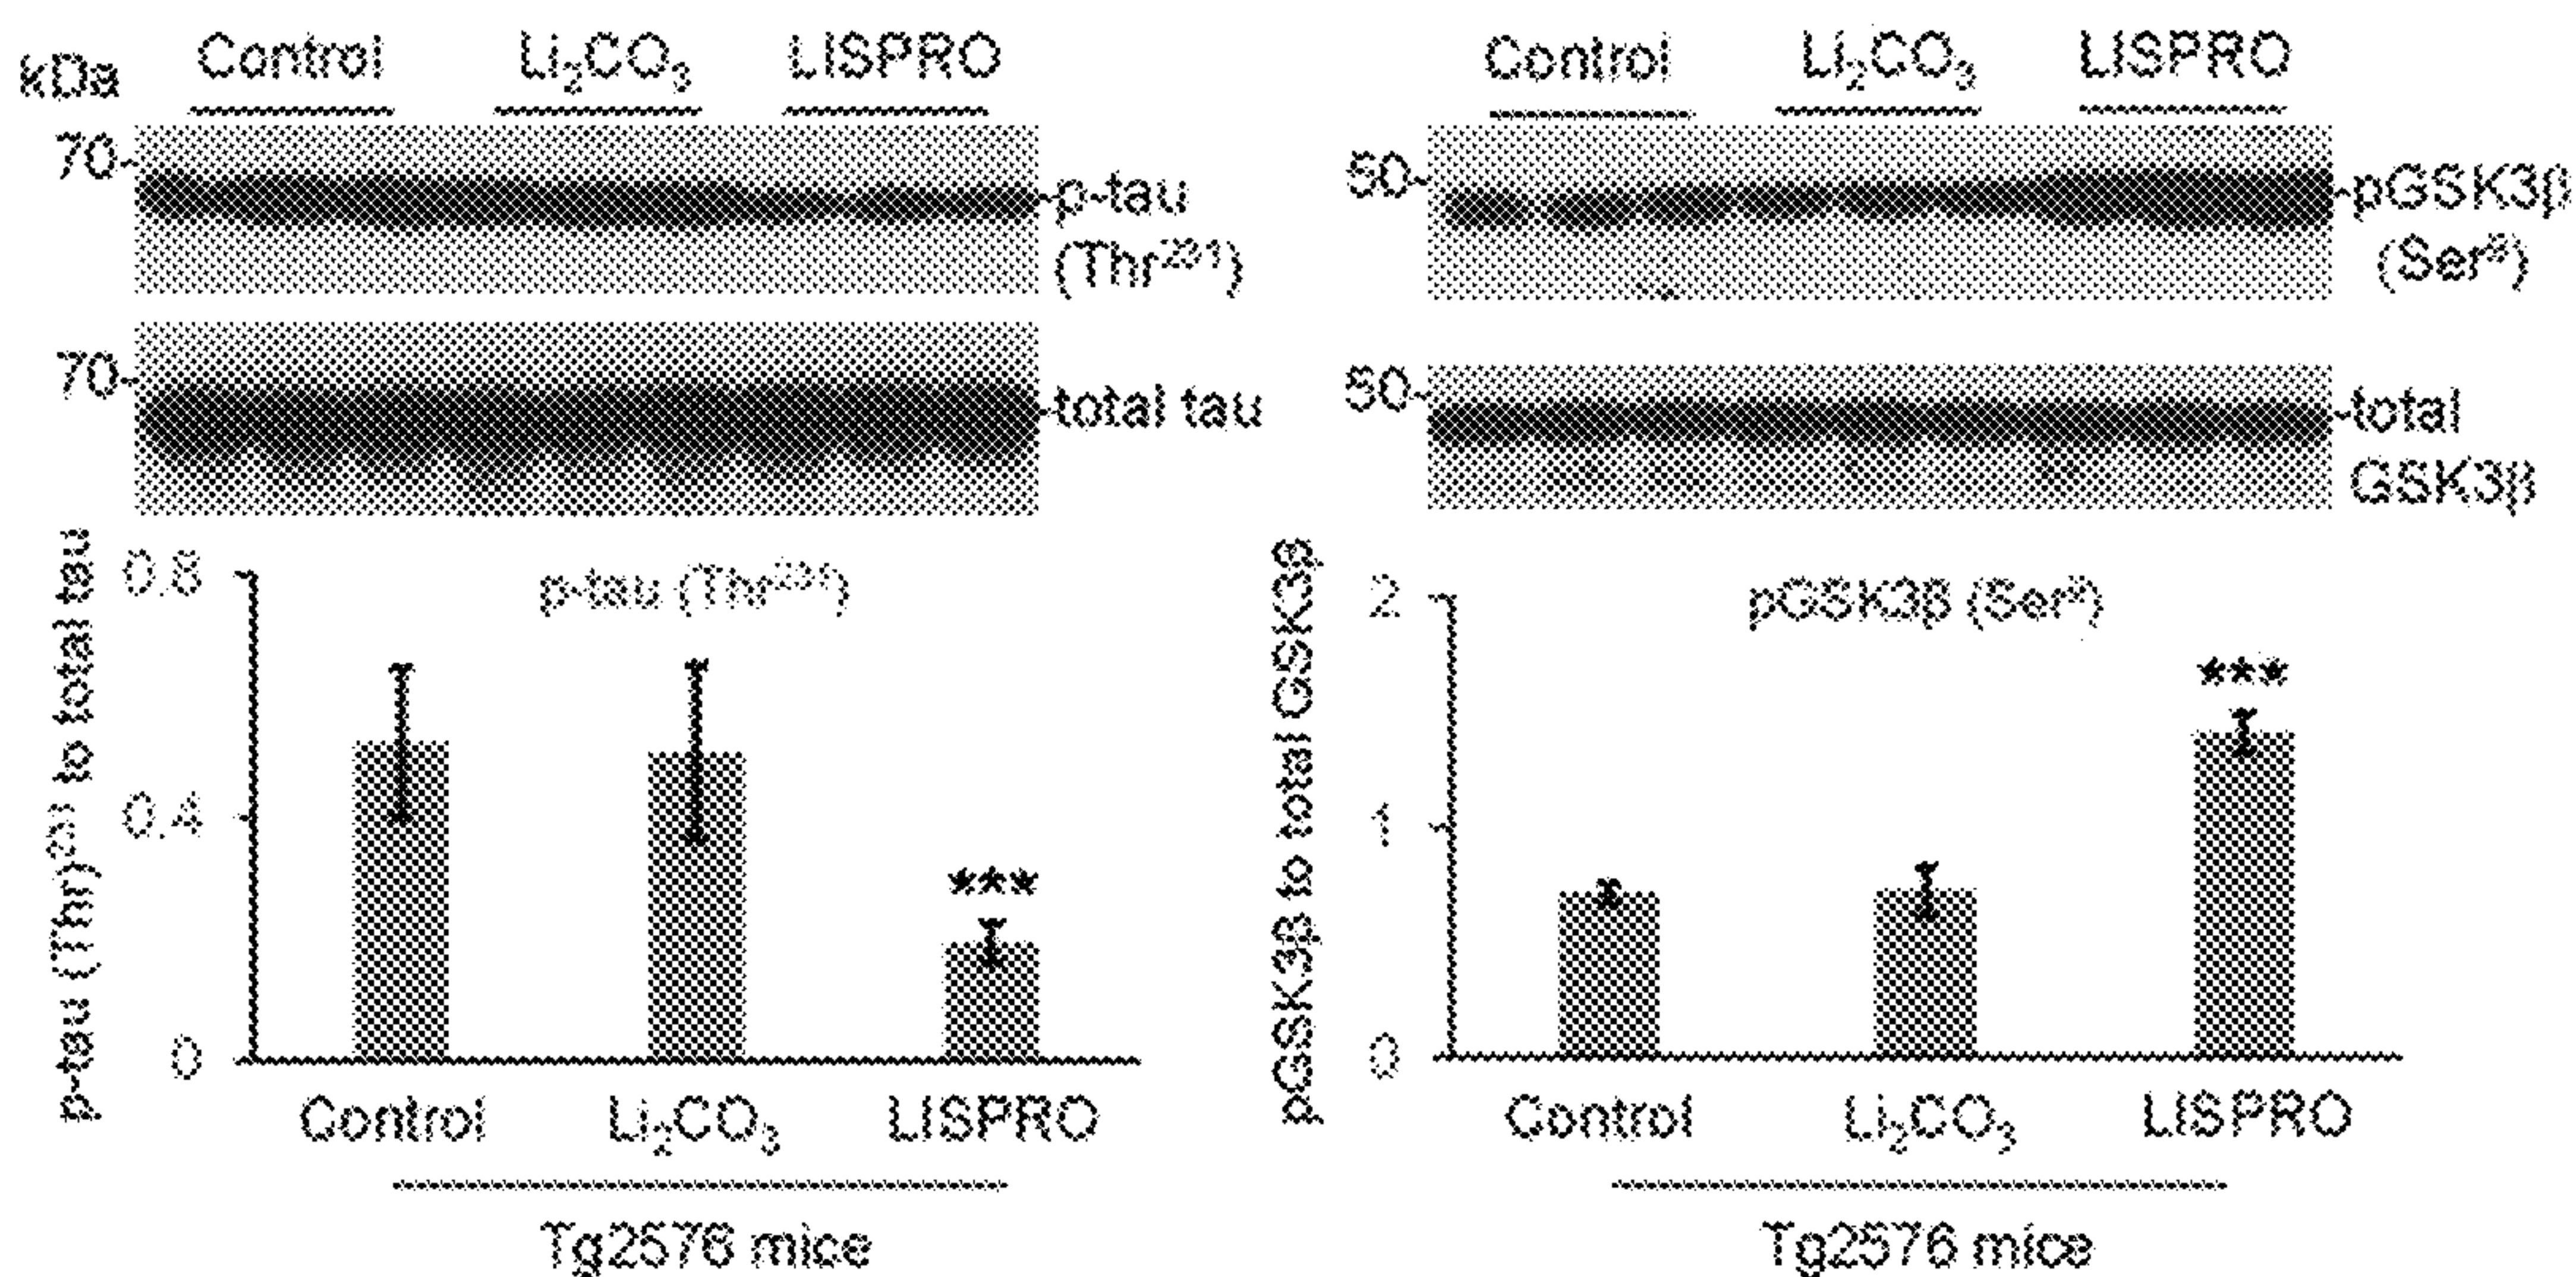 kDa Control Li₂CO₃ LISPRO
70- -p-tau
(Thr²³¹)
70- -total tau
p-tau (Thr)²³¹ to total tau
0.8
0.4
0
p-tau (Thr²³¹)
***
Control Li₂CO₃ LISPRO
Tg2576 mice
Control Li₂CO₃ LISPRO
50- -pGSK3β
(Ser⁹)
50- -total
GSK3β
pGSK3β to total GSK3β
2
1
0
pGSK3β (Ser⁹)
***
Control Li₂CO₃ LISPRO
Tg2576 mice